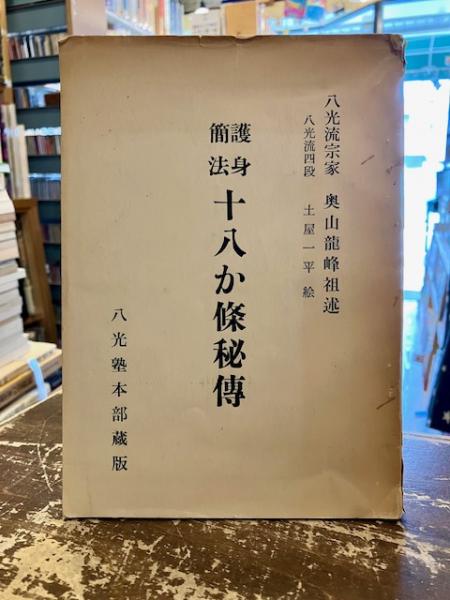 八光流宗家 奥山龍峰祖述
八光流四段 土屋一平 絵
護身
簡法
十八か條秘傳
八光塾本部蔵版